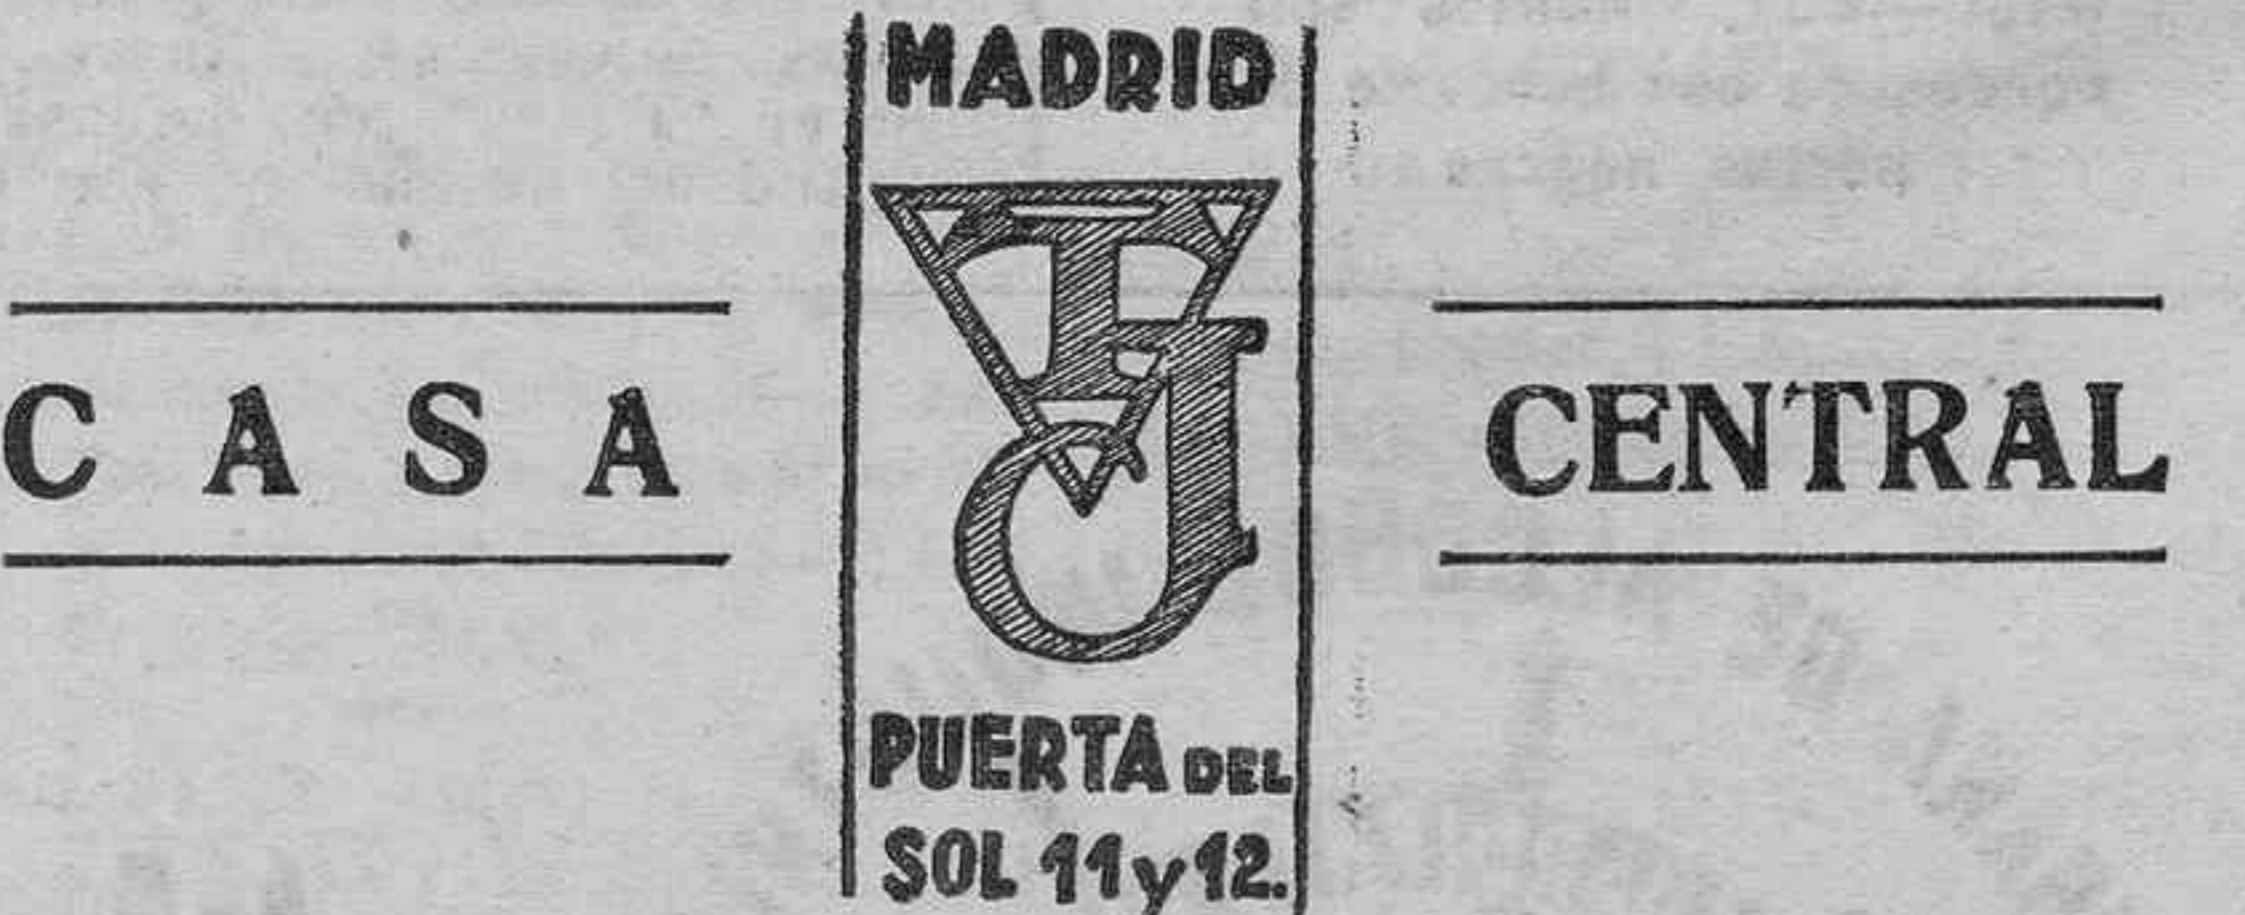 MADRID
CASA
CENTRAL
PUERTA DEL
SOL 11 y 12.